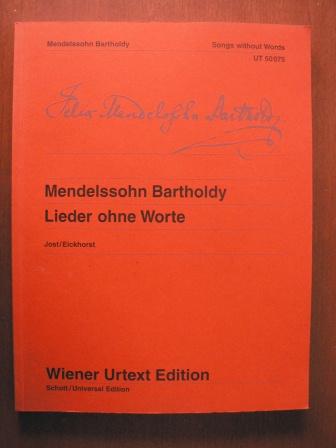 Mendelssohn Bartholdy
Songs without Words
UT 50075
Felix Mendelssohn Bartholdy
Mendelssohn Bartholdy
Lieder ohne Worte
Jost/Eickhorst
Wiener Urtext Edition
Schott/Universal Edition